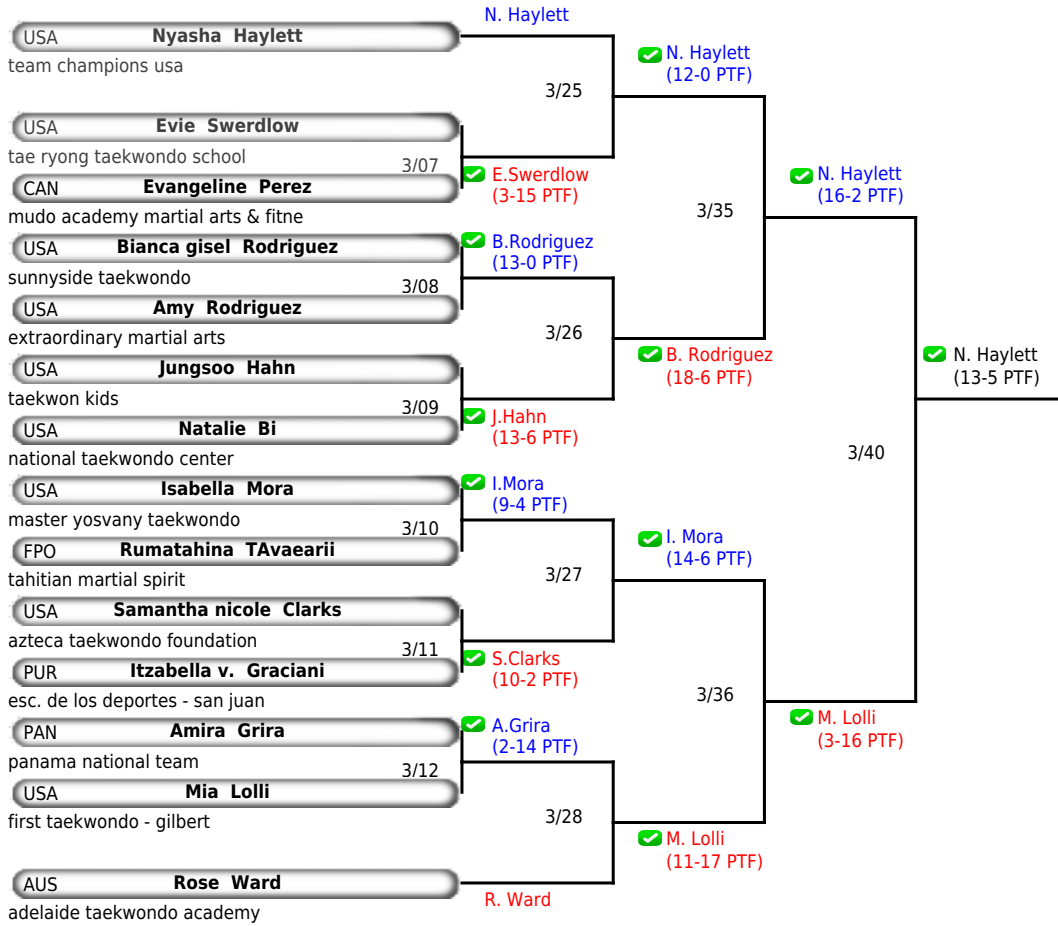 N. Haylett
USA Nyasha Haylett
team champions usa
3/25
N. Haylett
(12-0 PTF)
USA Evie Swerdlow
tae ryong taekwondo school
3/07
CAN Evangeline Perez
mudo academy martial arts & fitne
E.Swerdlow
(3-15 PTF)
3/35
N. Haylett
(16-2 PTF)
USA Bianca gisel Rodriguez
sunnyside taekwondo
3/08
USA Amy Rodriguez
extraordinary martial arts
B.Rodriguez
(13-0 PTF)
3/26
B. Rodriguez
(18-6 PTF)
USA Jungsoo Hahn
taekwon kids
3/09
USA Natalie Bi
national taekwondo center
J.Hahn
(13-6 PTF)
N. Haylett
(13-5 PTF)
3/40
USA Isabella Mora
master yosvany taekwondo
3/10
FPO Rumatahina TAvaearii
tahitian martial spirit
I.Mora
(9-4 PTF)
3/27
I. Mora
(14-6 PTF)
USA Samantha nicole Clarks
azteca taekwondo foundation
3/11
PUR Itzabella v. Graciani
esc. de los deportes - san juan
S.Clarks
(10-2 PTF)
3/36
M. Lolli
(3-16 PTF)
PAN Amira Grira
panama national team
3/12
USA Mia Lolli
first taekwondo - gilbert
A.Grira
(2-14 PTF)
3/28
M. Lolli
(11-17 PTF)
AUS Rose Ward
adelaide taekwondo academy
R. Ward